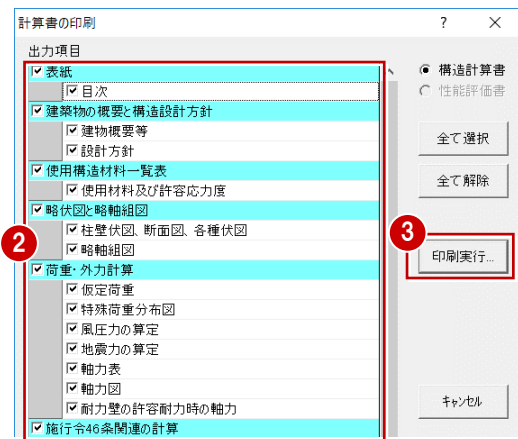 計算書の印刷 ? ×
出力項目
表紙
目次
建築物の概要と構造設計方針
建物概要等
設計方針
使用構造材料一覧表
使用材料及び許容応力度
略伏図と略軸組図
柱壁伏図、断面図、各種伏図
略軸組図
荷重・外力計算
仮定荷重
特殊荷重分布図
風圧力の算定
地震力の算定
軸力表
軸力図
耐力壁の許容耐力時の軸力
施行令46条関連の計算
2
構造計算書
性能評価書
全て選択
全て解除
3
印刷実行...
キャンセル